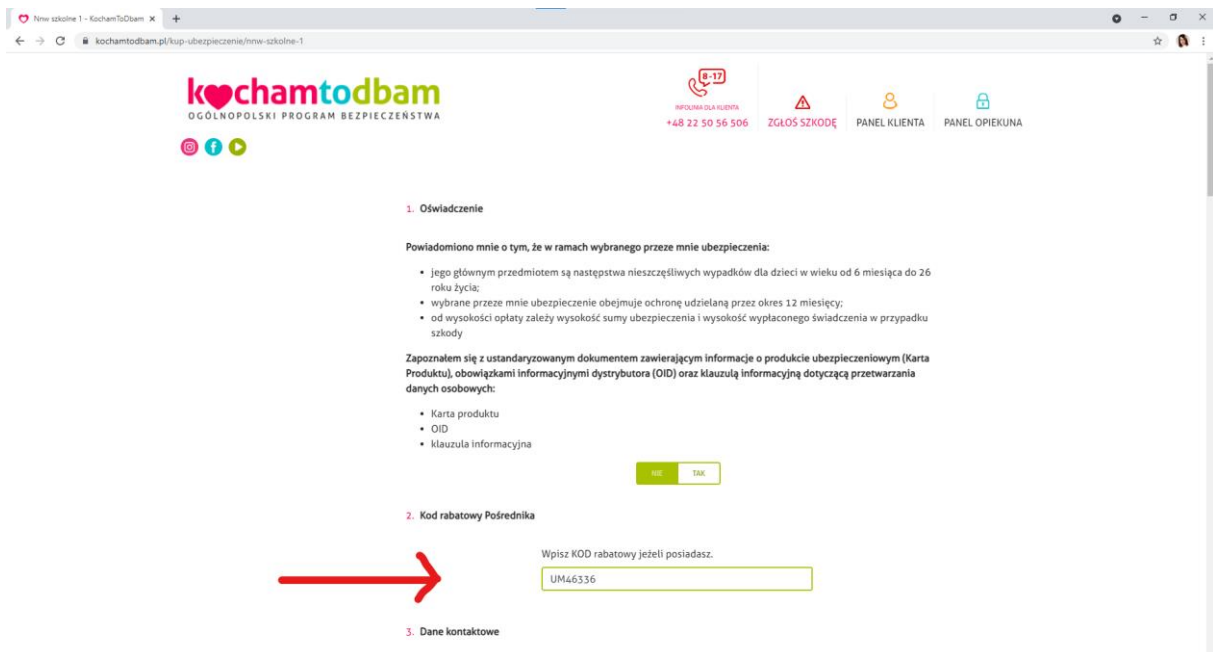 Nnw szkolne 1 - KochamToDbam
kochamtodbam.pl/kup-ubezpieczenie/nnw-szkolne-1
kochamtodbam
OGÓLNOPOLSKI PROGRAM BEZPIECZEŃSTWA
8-17
INFOLINIA DLA KLIENTA
+48 22 50 56 506
ZGŁOŚ SZKODĘ
PANEL KLIENTA
PANEL OPIEKUNA
1. Oświadczenie
Powiadomiono mnie o tym, że w ramach wybranego przeze mnie ubezpieczenia:
• jego głównym przedmiotem są następstwa nieszczęśliwych wypadków dla dzieci w wieku od 6 miesiąca do 26
roku życia;
• wybrane przeze mnie ubezpieczenie obejmuje ochronę udzielaną przez okres 12 miesięcy;
• od wysokości opłaty zależy wysokość sumy ubezpieczenia i wysokość wypłaconego świadczenia w przypadku
szkody
Zapoznałem się z ustandaryzowanym dokumentem zawierającym informacje o produkcie ubezpieczeniowym (Karta
Produktu), obowiązkami informacyjnymi dystrybutora (OID) oraz klauzulą informacyjną dotyczącą przetwarzania
danych osobowych:
• Karta produktu
• OID
• klauzula informacyjna
NIE TAK
2. Kod rabatowy Pośrednika
Wpisz KOD rabatowy jeżeli posiadasz.
UM46336
3. Dane kontaktowe